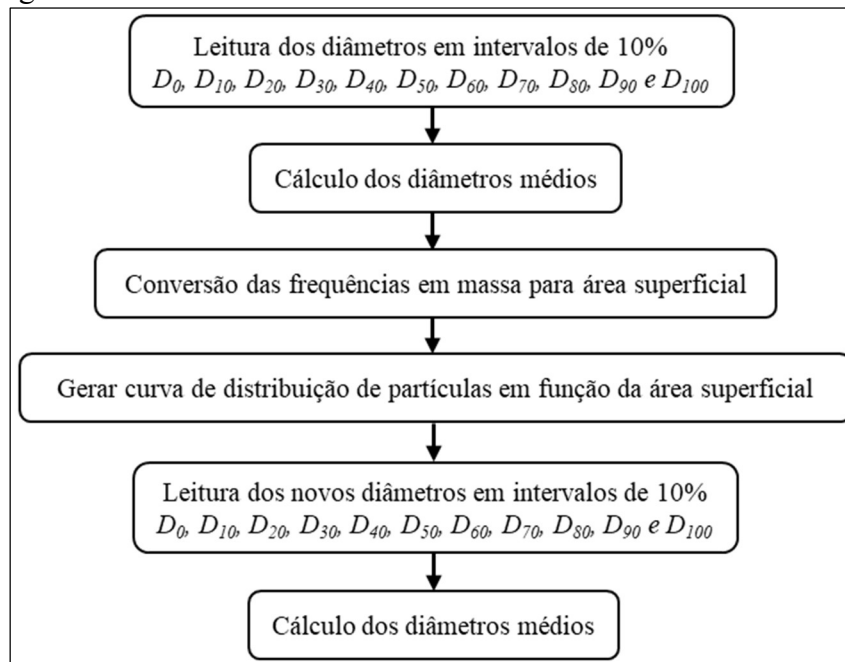 Leitura dos diâmetros em intervalos de 10%
D0, D10, D20, D30, D40, D50, D60, D70, D80, D90 e D100
Cálculo dos diâmetros médios
Conversão das frequências em massa para área superficial
Gerar curva de distribuição de partículas em função da área superficial
Leitura dos novos diâmetros em intervalos de 10%
D0, D10, D20, D30, D40, D50, D60, D70, D80, D90 e D100
Cálculo dos diâmetros médios